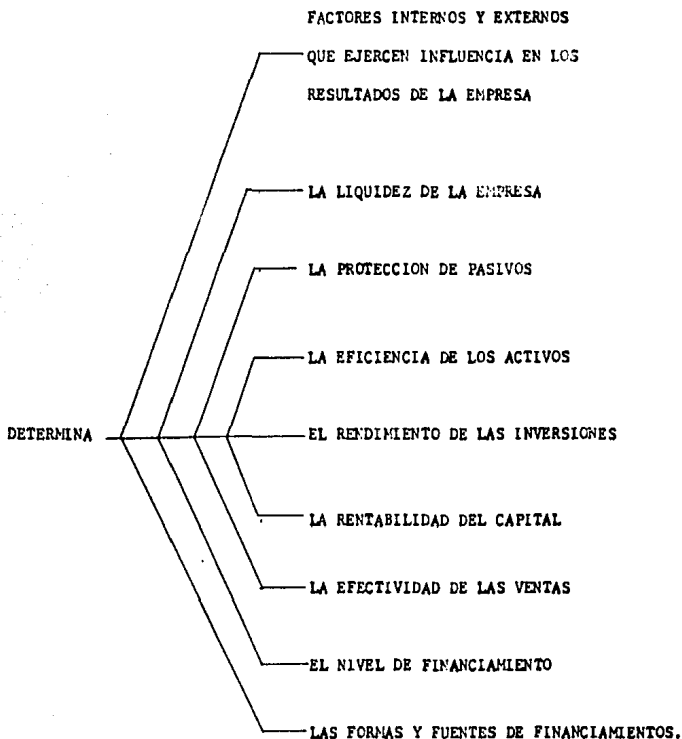 FACTORES INTERNOS Y EXTERNOS
QUE EJERCEN INFLUENCIA EN LOS
RESULTADOS DE LA EMPRESA
LA LIQUIDEZ DE LA EMPRESA
LA PROTECCION DE PASIVOS
LA EFICIENCIA DE LOS ACTIVOS
DETERMINA
EL RENDIMIENTO DE LAS INVERSIONES
LA RENTABILIDAD DEL CAPITAL
LA EFECTIVIDAD DE LAS VENTAS
EL NIVEL DE FINANCIAMIENTO
LAS FORMAS Y FUENTES DE FINANCIAMIENTOS.